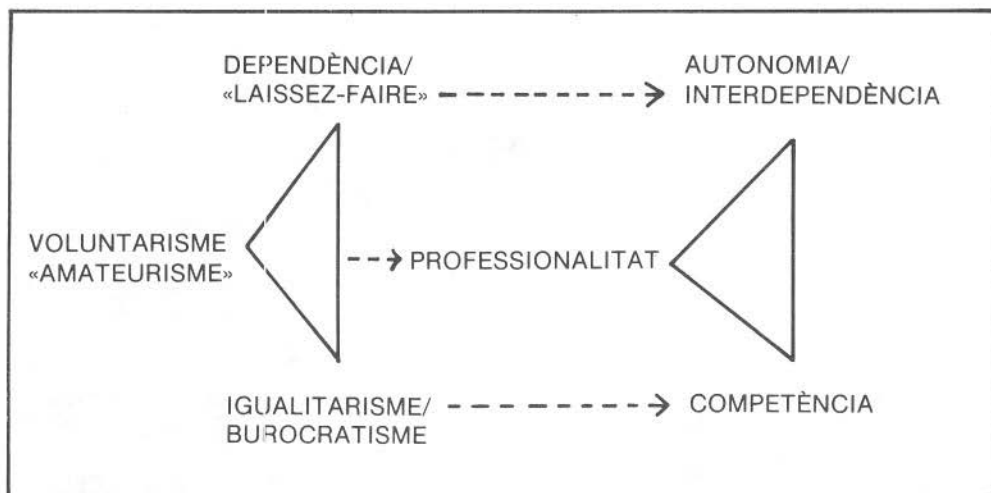 DEPENDÈNCIA/
«LAISSEZ-FAIRE»
AUTONOMIA/
INTERDEPENDÈNCIA
VOLUNTARISME
«AMATEURISME»
PROFESSIONALITAT
IGUALITARISME/
BUROCRATISME
COMPETÈNCIA